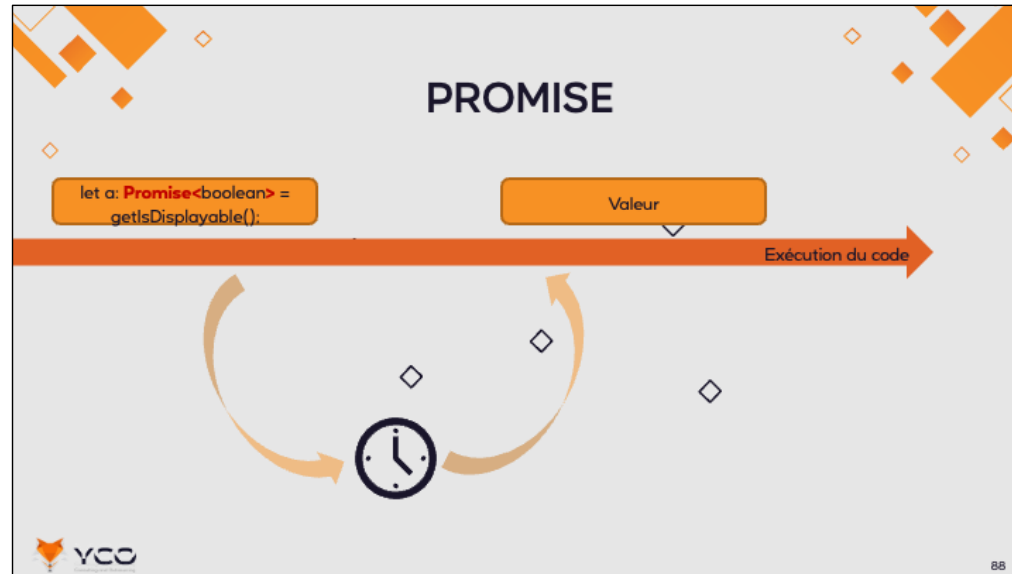 PROMISE
let a: Promise<boolean> =
getIsDisplayable();
Valeur
Exécution du code
YCO
88